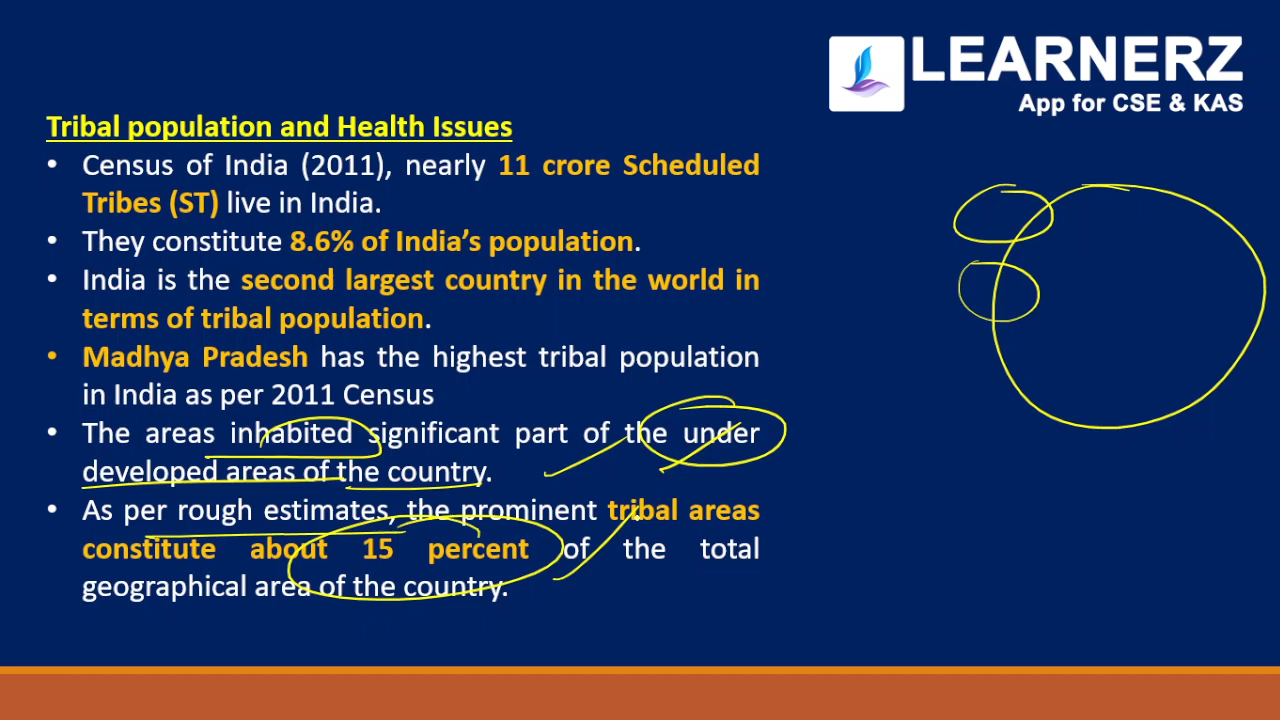 LEARNERZ
App for CSE & KAS
Tribal population and Health Issues
• Census of India (2011), nearly 11 crore Scheduled
Tribes (ST) live in India.
• They constitute 8.6% of India's population.
• India is the second largest country in the world in
terms of tribal population.
• Madhya Pradesh has the highest tribal population
in India as per 2011 Census
• The areas inhabited significant part of the under
developed areas of the country.
• As per rough estimates, the prominent tribal areas
constitute about 15 percent of the total
geographical area of the country.